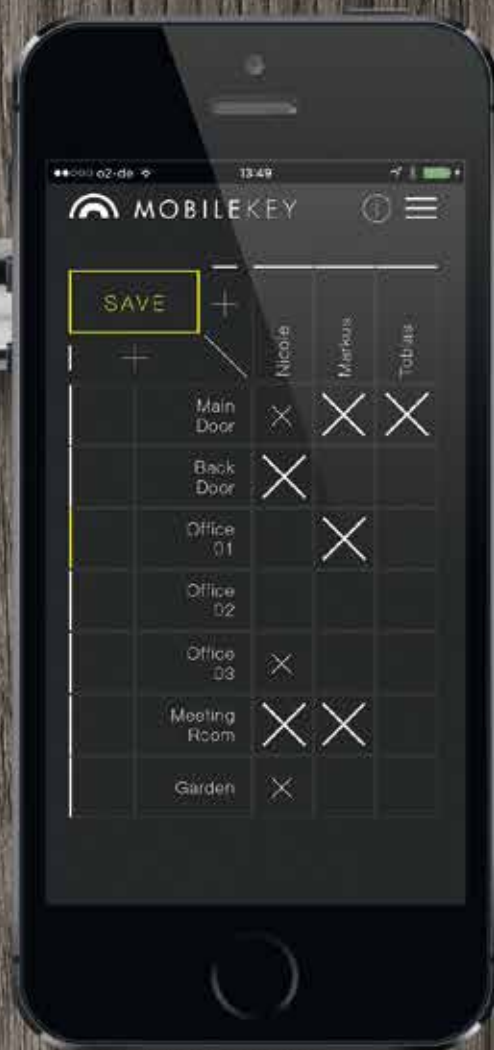 o2-de 13:49
MOBILEKEY
SAVE
Nicole
Markus
Tobias
Main
Door
Back
Door
Office
01
Office
02
Office
03
Meeting
Room
Garden